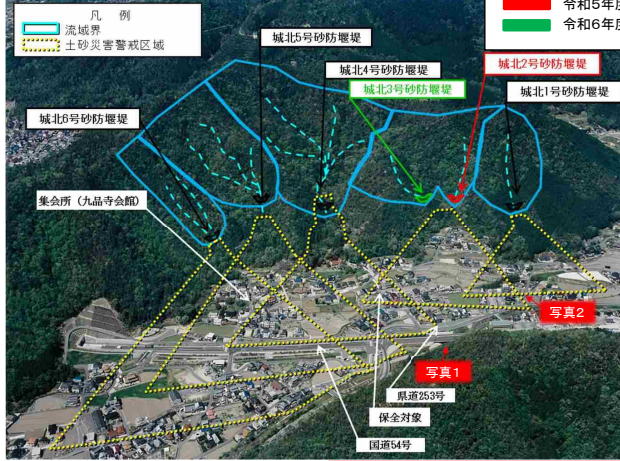 凡　例
流域界
土砂災害警戒区域
令和5年度
令和6年度
城北5号砂防堰堤
城北4号砂防堰堤
城北3号砂防堰堤
城北2号砂防堰堤
城北1号砂防堰堤
城北6号砂防堰堤
集会所（九品寺会館）
写真2
写真1
県道253号
保全対象
国道54号